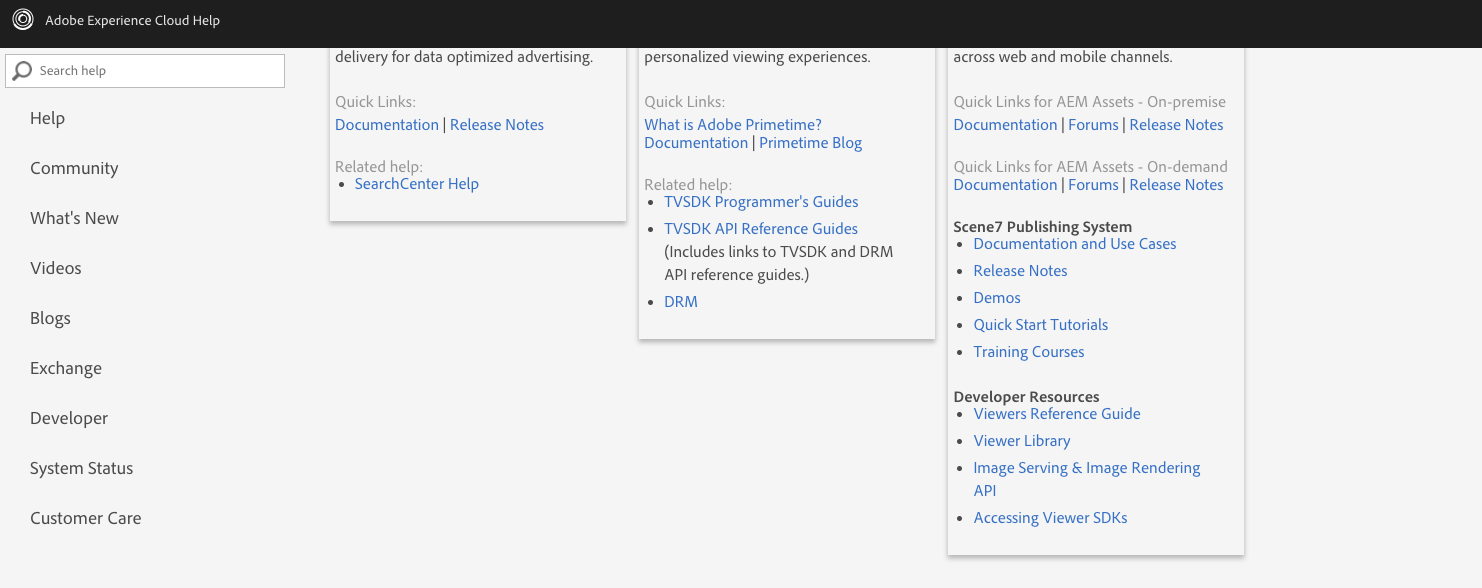 Adobe Experience Cloud Help
Search help
Help
Community
What's New
Videos
Blogs
Exchange
Developer
System Status
Customer Care
delivery for data optimized advertising.
Quick Links:
Documentation | Release Notes
Related help:
• SearchCenter Help
personalized viewing experiences.
Quick Links:
What is Adobe Primetime?
Documentation | Primetime Blog
Related help:
• TVSDK Programmer's Guides
• TVSDK API Reference Guides
(Includes links to TVSDK and DRM
API reference guides.)
• DRM
across web and mobile channels.
Quick Links for AEM Assets - On-premise
Documentation | Forums | Release Notes
Quick Links for AEM Assets - On-demand
Documentation | Forums | Release Notes
Scene7 Publishing System
• Documentation and Use Cases
• Release Notes
• Demos
• Quick Start Tutorials
• Training Courses
Developer Resources
• Viewers Reference Guide
• Viewer Library
• Image Serving & Image Rendering
API
• Accessing Viewer SDKs